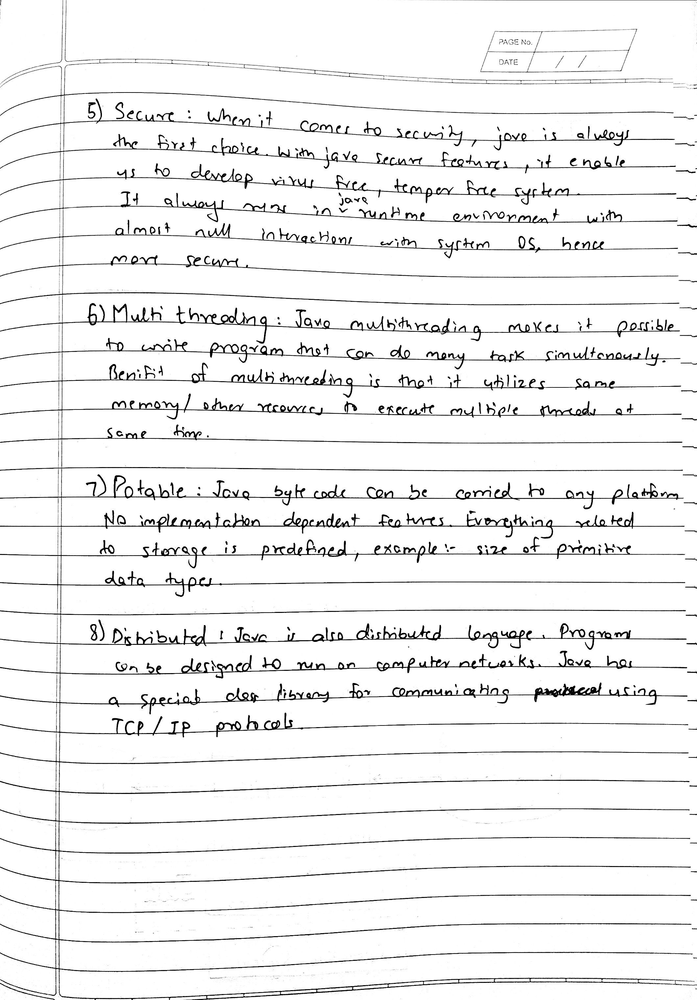 PAGE No.
DATE / /
5) Secure : When it comes to security, java is always
the first choice. With java secure features, it enable
us to develop virus free, temper free system.
java
It always runs in ✓ runtime environment with
almost null interactions with system OS, hence
more secure.
6) Multi threading : Java multithreading makes it possible
to write program that can do many task simultanously.
Benifit of multithreading is that it utilizes same
memory / other resources to execute multiple threads at
same time.
7) Potable : Java byte code can be carried to any platform
No implementation dependent features. Everything related
to storage is predefined, example :- size of primitive
data types.
8) Distributed : Java is also distributed language. Programs
can be designed to run on computer networks. Java has
a special class library for communicating using
TCP / IP protocols.